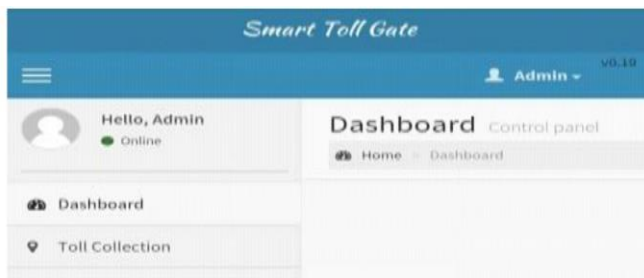 Smart Toll Gate
Admin
v0.10
Hello, Admin
Online
Dashboard Control panel
Home Dashboard
Dashboard
Toll Collection